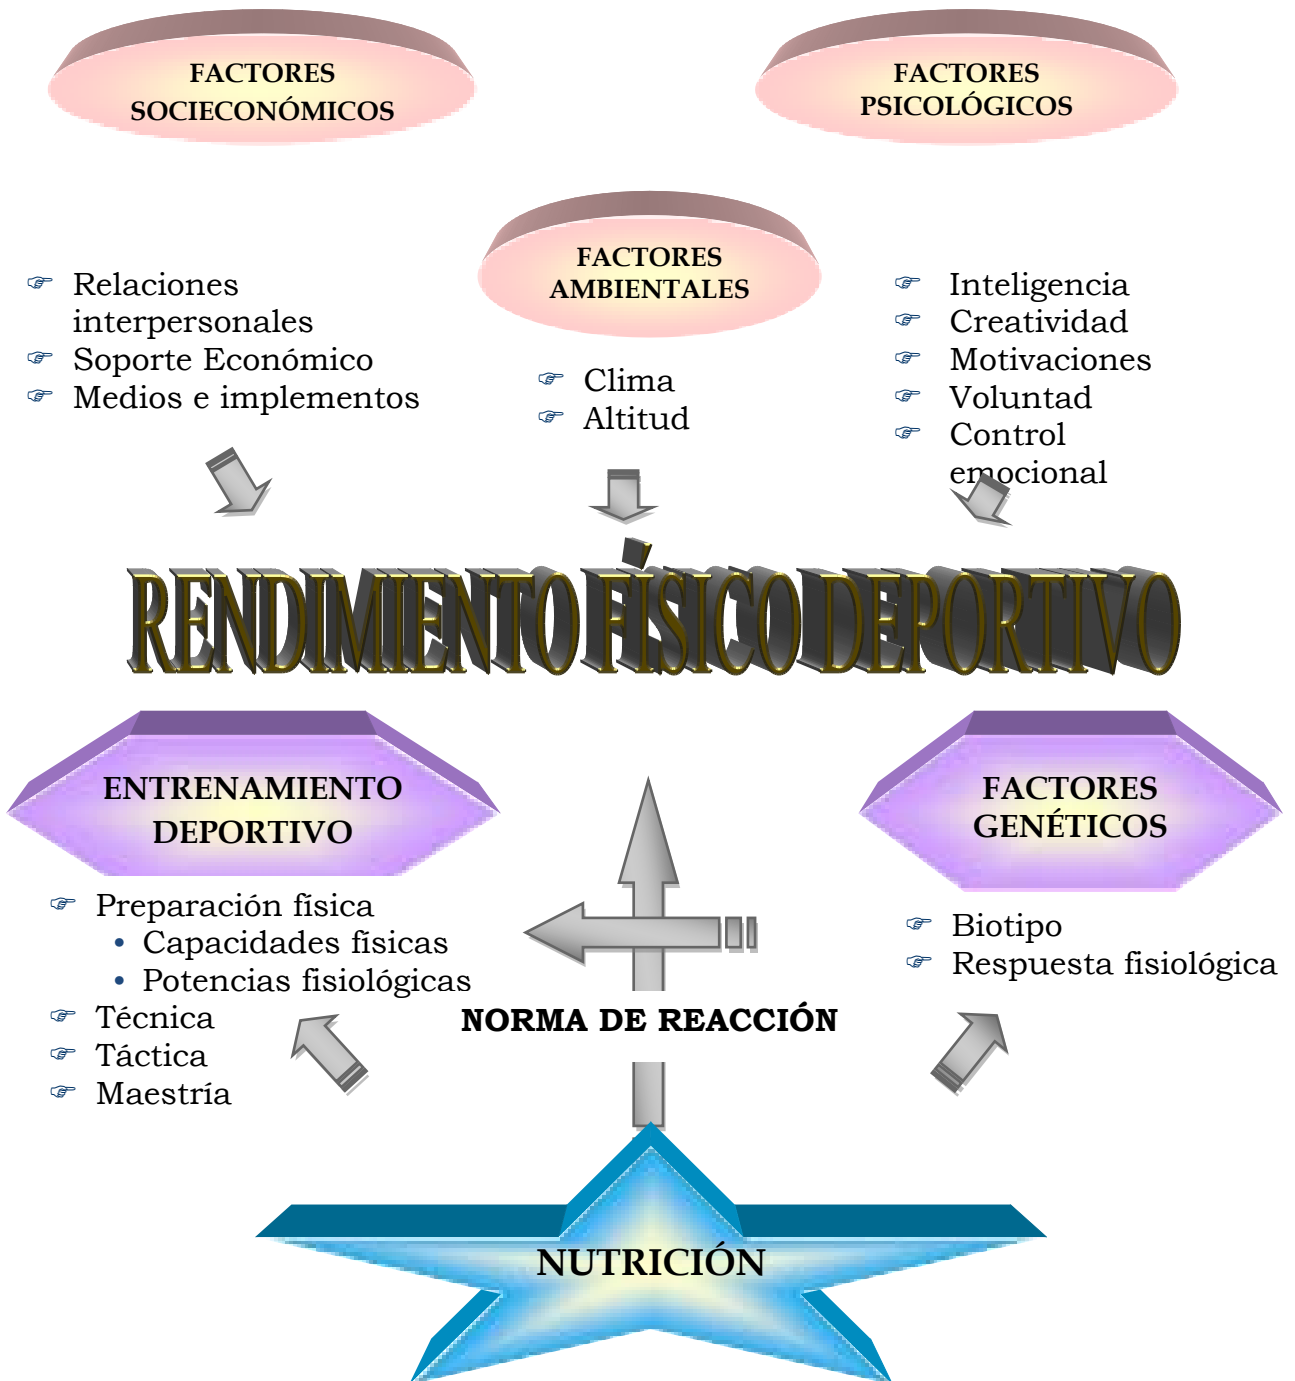 FACTORES
SOCIECONÓMICOS
FACTORES
PSICOLÓGICOS
FACTORES
AMBIENTALES
☞ Relaciones
interpersonales
☞ Soporte Económico
☞ Medios e implementos
☞ Clima
☞ Altitud
☞ Inteligencia
☞ Creatividad
☞ Motivaciones
☞ Voluntad
☞ Control
emocional
RENDIMIENTO FÍSICO DEPORTIVO
ENTRENAMIENTO
DEPORTIVO
FACTORES
GENÉTICOS
☞ Preparación física
• Capacidades físicas
• Potencias fisiológicas
☞ Técnica
☞ Táctica
☞ Maestría
☞ Biotipo
☞ Respuesta fisiológica
NORMA DE REACCIÓN
NUTRICIÓN